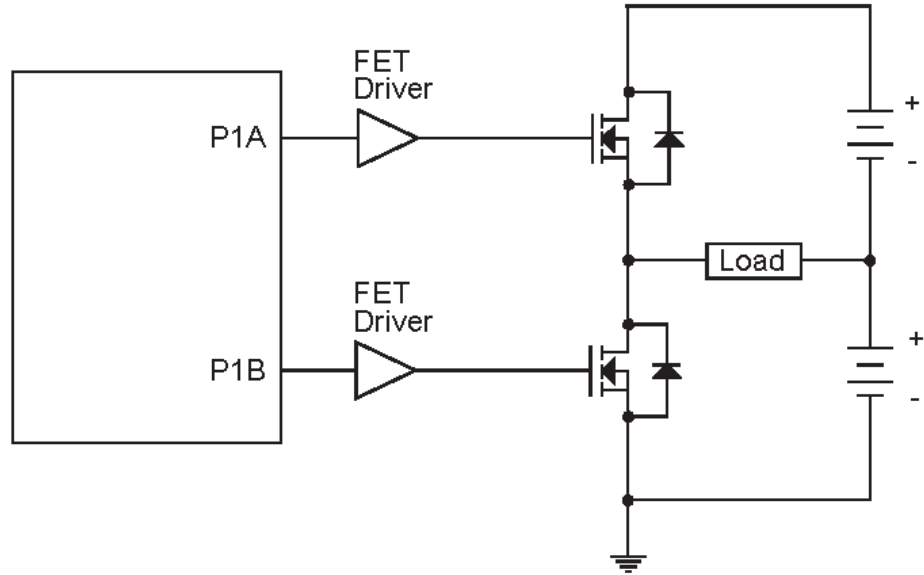 FET
Driver
P1A
+
-
Load
FET
Driver
P1B
+
-